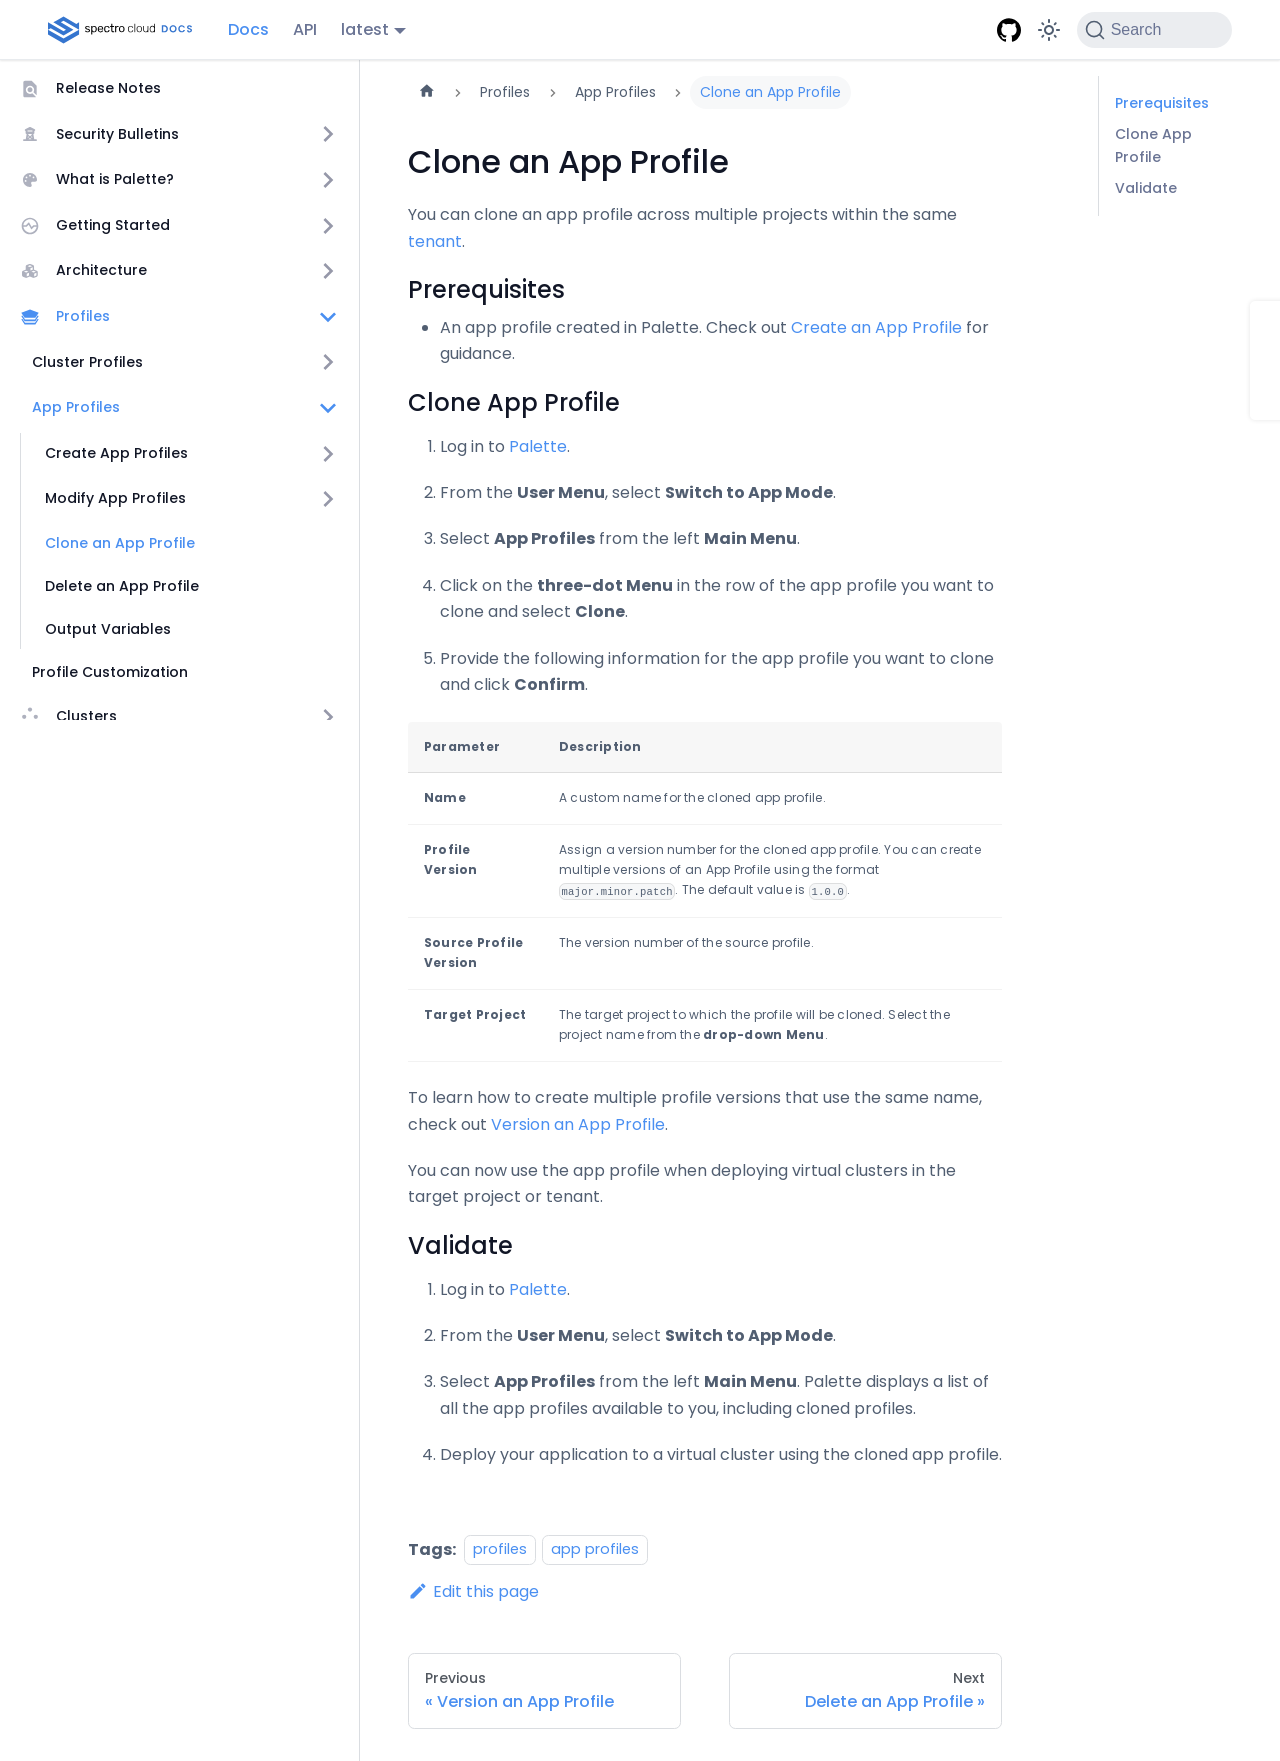 spectro cloud DOCS
Docs
API
latest
Search
Release Notes
Security Bulletins
What is Palette?
Getting Started
Architecture
Profiles
Cluster Profiles
App Profiles
Create App Profiles
Modify App Profiles
Clone an App Profile
Delete an App Profile
Output Variables
Profile Customization
Clusters
Profiles
App Profiles
Clone an App Profile
Clone an App Profile
You can clone an app profile across multiple projects within the same
tenant.
Prerequisites
An app profile created in Palette. Check out Create an App Profile for
guidance.
Clone App Profile
1. Log in to Palette.
2. From the User Menu, select Switch to App Mode.
3. Select App Profiles from the left Main Menu.
4. Click on the three-dot Menu in the row of the app profile you want to
clone and select Clone.
5. Provide the following information for the app profile you want to clone
and click Confirm.
Parameter
Description
Name
A custom name for the cloned app profile.
Profile
Version
Assign a version number for the cloned app profile. You can create
multiple versions of an App Profile using the format
major.minor.patch. The default value is 1.0.0.
Source Profile
Version
The version number of the source profile.
Target Project
The target project to which the profile will be cloned. Select the
project name from the drop-down Menu.
To learn how to create multiple profile versions that use the same name,
check out Version an App Profile.
You can now use the app profile when deploying virtual clusters in the
target project or tenant.
Validate
1. Log in to Palette.
2. From the User Menu, select Switch to App Mode.
3. Select App Profiles from the left Main Menu. Palette displays a list of
all the app profiles available to you, including cloned profiles.
4. Deploy your application to a virtual cluster using the cloned app profile.
Tags:
profiles
app profiles
Edit this page
Previous
« Version an App Profile
Next
Delete an App Profile »
Prerequisites
Clone App
Profile
Validate